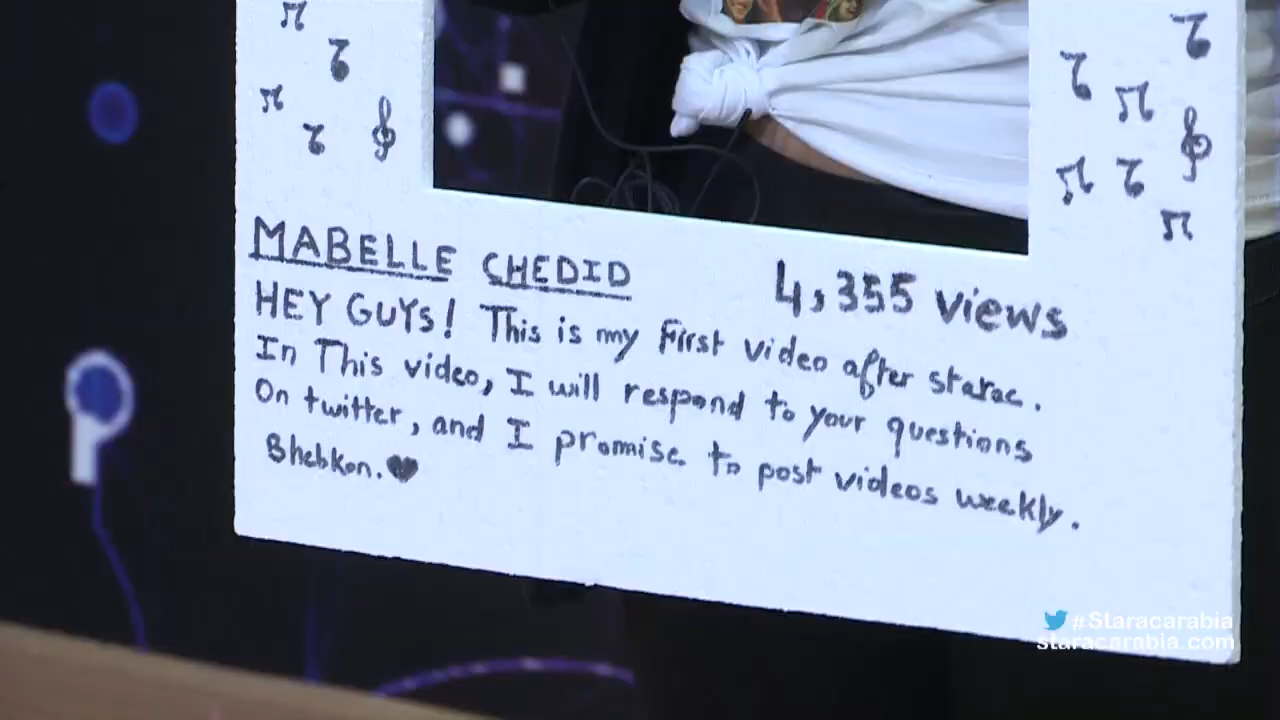 MABELLE CHEDID
4,355 views
HEY GUYs! This is my First video after starac.
In This video, I will respond to your questions
On twitter, and I promise to post videos weekly.
Bhebkon.❤
#Staracarabia
staracarabia.com